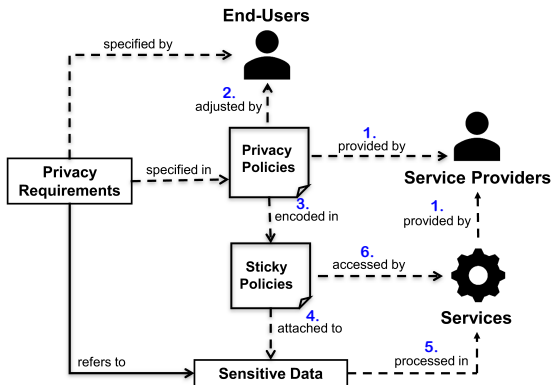 End-Users
specified by
2.
adjusted by
1.
provided by
Privacy
Policies
Privacy
Requirements
specified in
Service Providers
3.
encoded in
1.
provided by
6.
accessed by
Sticky
Policies
Services
4.
attached to
5.
processed in
refers to
Sensitive Data